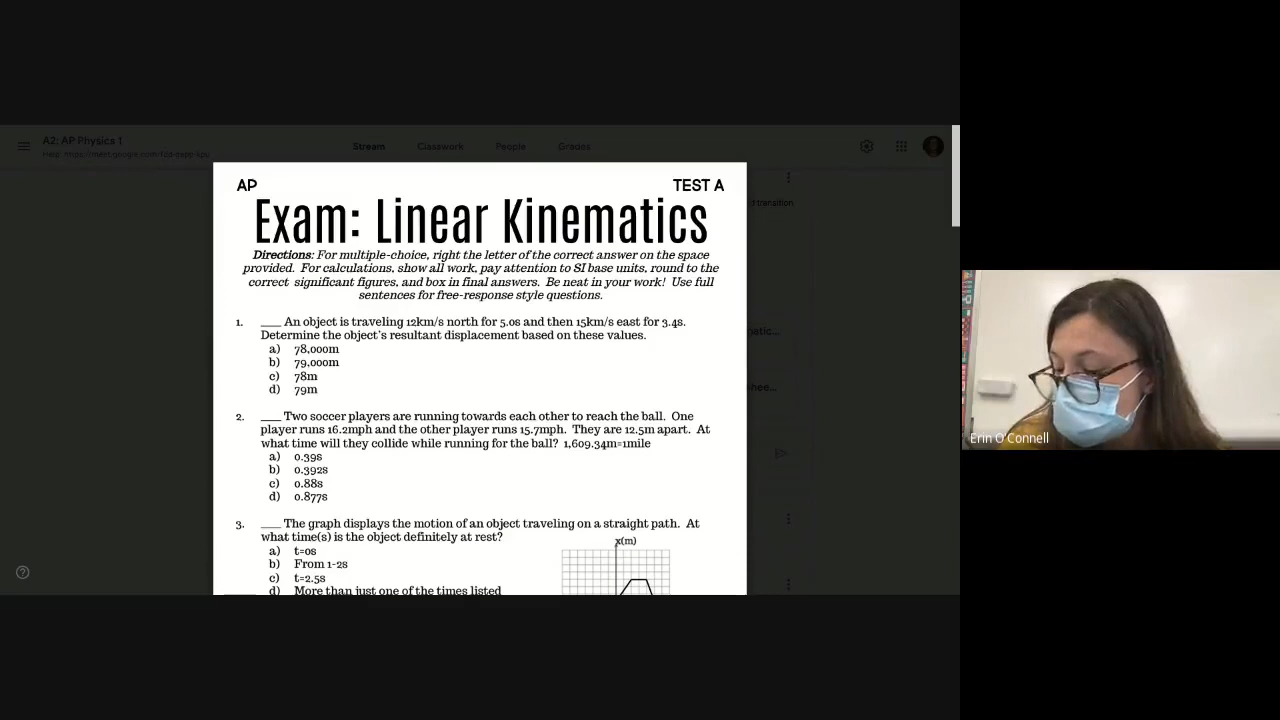 A2: AP Physics 1
Stream
Classwork
People
Grades
AP
TEST A
Exam: Linear Kinematics
Directions: For multiple-choice, right the letter of the correct answer on the space
provided. For calculations, show all work, pay attention to SI base units, round to the
correct significant figures, and box in final answers. Be neat in your work! Use full
sentences for free-response style questions.
1. ___ An object is traveling 12km/s north for 5.0s and then 15km/s east for 3.4s.
Determine the object's resultant displacement based on these values.
a) 78,000m
b) 79,000m
c) 78m
d) 79m
2. ___ Two soccer players are running towards each other to reach the ball. One
player runs 16.2mph and the other player runs 15.7mph. They are 12.5m apart. At
what time will they collide while running for the ball? 1,609.34m=1mile
a) 0.39s
b) 0.392s
c) 0.88s
d) 0.877s
3. ___ The graph displays the motion of an object traveling on a straight path. At
what time(s) is the object definitely at rest?
x(m)
a) t=0s
b) From 1-2s
c) t=2.5s
d) More than just one of the times listed
transition
Erin O'Connell